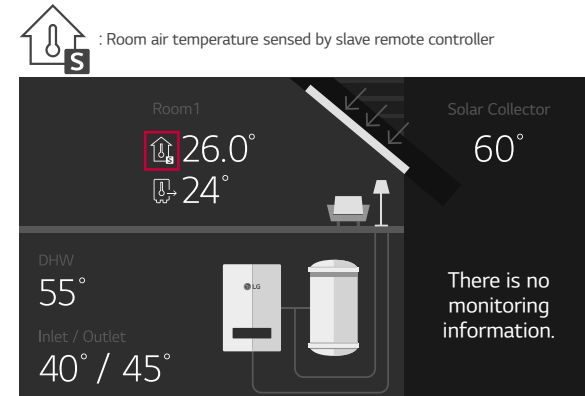 S : Room air temperature sensed by slave remote controller
Room1
S 26.0°
24°
Solar Collector
60°
DHW
55°
Inlet / Outlet
40° / 45°
LG
There is no
monitoring
information.